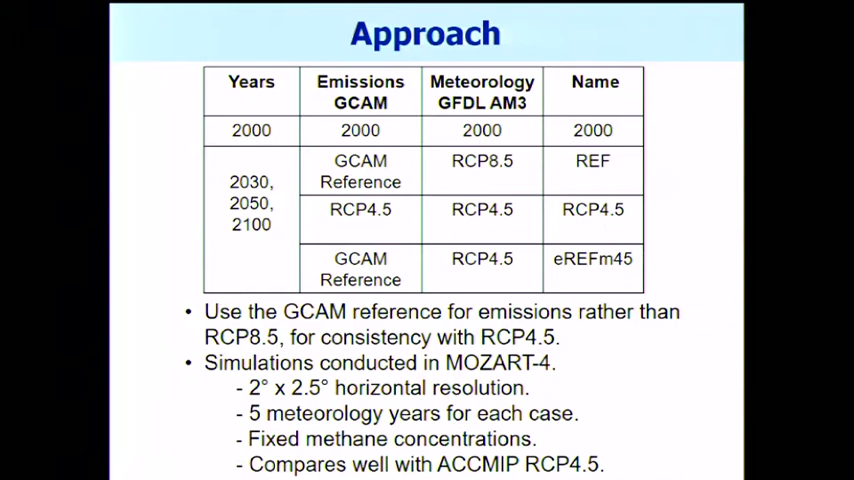 Approach
Years Emissions GCAM Meteorology GFDL AM3 Name
2000 2000 2000 2000
2030, 2050, 2100
GCAM Reference RCP8.5 REF
RCP4.5 RCP4.5 RCP4.5
GCAM Reference RCP4.5 eREFm45
• Use the GCAM reference for emissions rather than
RCP8.5, for consistency with RCP4.5.
• Simulations conducted in MOZART-4.
- 2° x 2.5° horizontal resolution.
- 5 meteorology years for each case.
- Fixed methane concentrations.
- Compares well with ACCMIP RCP4.5.